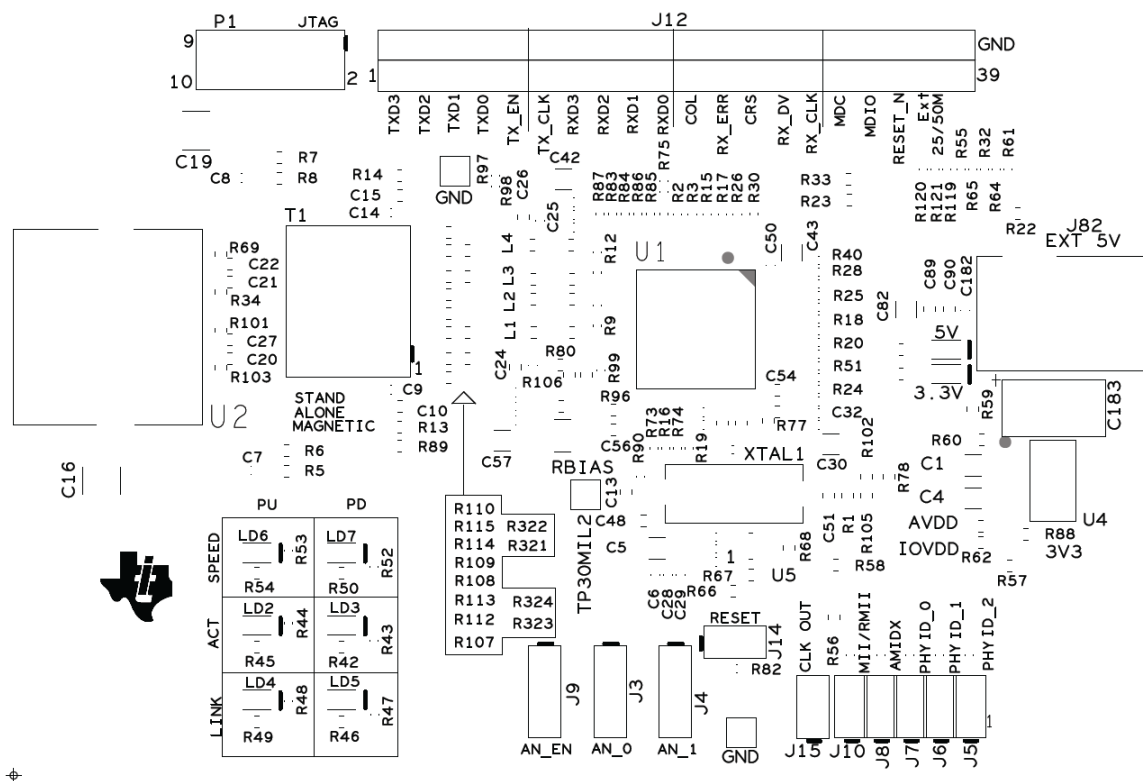 P1 JTAG
J12
9
GND
10
2
1
39
TXD3
TXD2
TXD1
TXD0
TX_EN
TX_CLK
RXD3
RXD2
RXD1
RXD0
COL
RX_ERR
CRS
RX_DV
RX_CLK
MDC
MDIO
RESET_N
Ext
25/50M
R55
R32
R61
C19
C8
R7
R8
R14
C15
C14
GND
R97
R98
C26
C25
C42
R75
R87
R83
R84
R86
R85
R2
R3
R15
R17
R26
R30
R33
R23
R120
R121
R119
R65
R64
R22
J82
EXT 5V
T1
R69
C22
C21
R34
R101
C27
C20
R103
U2
L4
L3
L2
L1
R12
R9
U1
C50
C43
R40
R28
R25
R18
R20
R51
R24
C32
C82
C89
C90
C182
5V
3.3V
C183
1
C9
STAND
ALONE
MAGNETIC
C10
R13
R89
C24
R80
R106
R99
R96
C54
R77
R73
R16
R74
R19
R102
R59
R60
C16
C7
R6
R5
C57
C56
RBIAS
R90
XTAL1
C30
R78
C1
C4
AVDD
IOVDD
R62
R88
3V3
U4
R57
C13
C48
C5
TP30MIL2
C51
R1
R105
R58
R68
U5
1
R67
R66
C6
C28
C29
R110
R115 R322
R114 R321
R109
R108
R113 R324
R112 R323
R107
PU PD
SPEED
LD6
R53
R54
LD7
R52
R50
ACT
LD2
R44
R45
LD3
R43
R42
LINK
LD4
R48
R49
LD5
R47
R46
RESET
J14
R82
J9
J3
J4
AN_EN AN_0 AN_1
GND
CLK OUT
R56
MII/RMII
AMIDX
PHYID_0
PHYID_1
PHYID_2
1
J15
J10
J8
J7
J6
J5